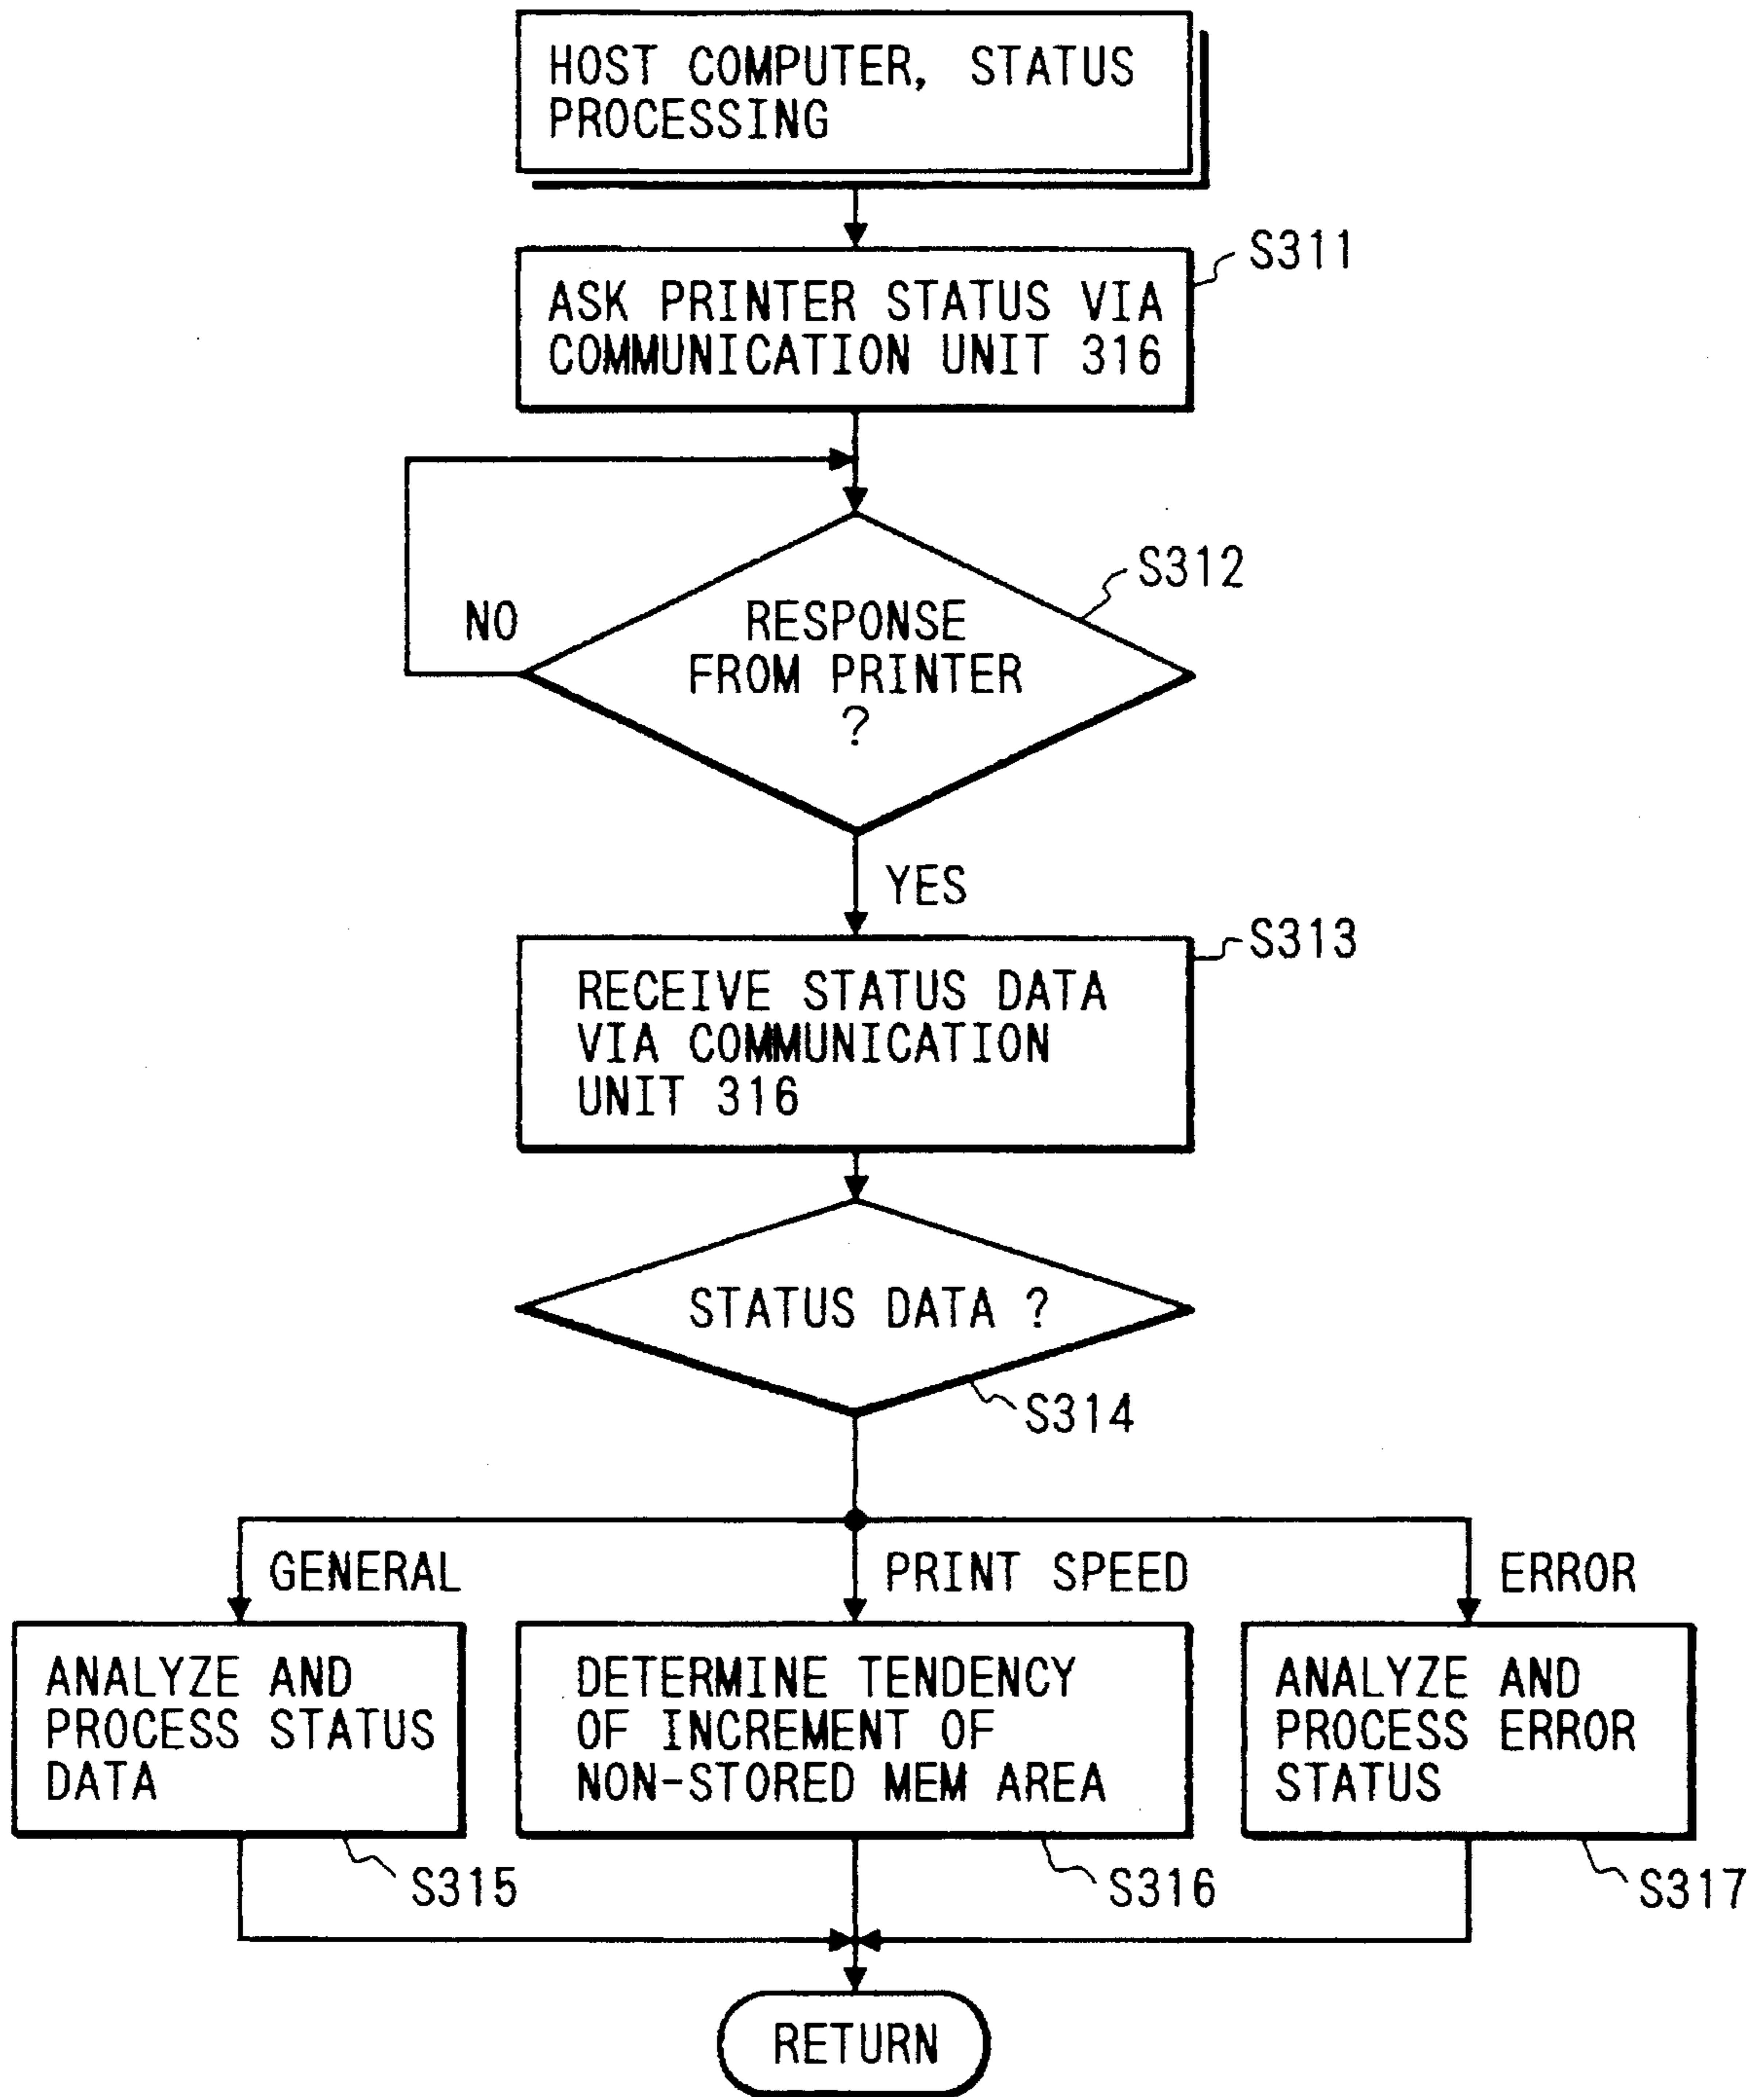 HOST COMPUTER, STATUS
PROCESSING
S311
ASK PRINTER STATUS VIA
COMMUNICATION UNIT 316
S312
NO
RESPONSE
FROM PRINTER
?
YES
S313
RECEIVE STATUS DATA
VIA COMMUNICATION
UNIT 316
STATUS DATA ?
S314
GENERAL
PRINT SPEED
ERROR
ANALYZE AND
PROCESS STATUS
DATA
DETERMINE TENDENCY
OF INCREMENT OF
NON-STORED MEM AREA
ANALYZE AND
PROCESS ERROR
STATUS
S315
S316
S317
RETURN